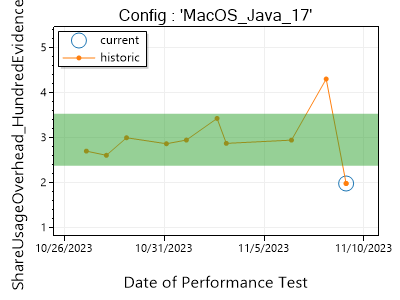 Config : 'MacOS_Java_17'
ShareUsageOverhead_HundredEvidence
current
historic
5
4
3
2
1
10/26/2023 10/31/2023 11/5/2023 11/10/2023
Date of Performance Test